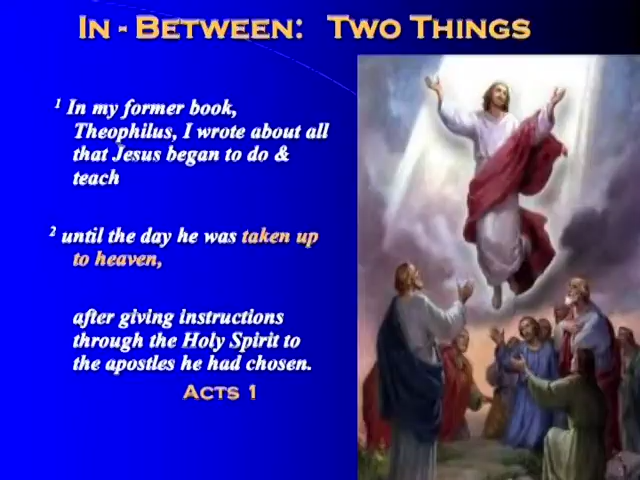 IN - BETWEEN: TWO THINGS
1 In my former book,
Theophilus, I wrote about all
that Jesus began to do &
teach
2 until the day he was taken up
to heaven,
after giving instructions
through the Holy Spirit to
the apostles he had chosen.
ACTS 1